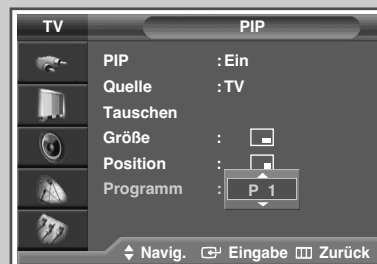 TV PIP
PIP : Ein
Quelle : TV
Tauschen
Größe :
Position :
Programm : P 1
Navig. Eingabe Zurück